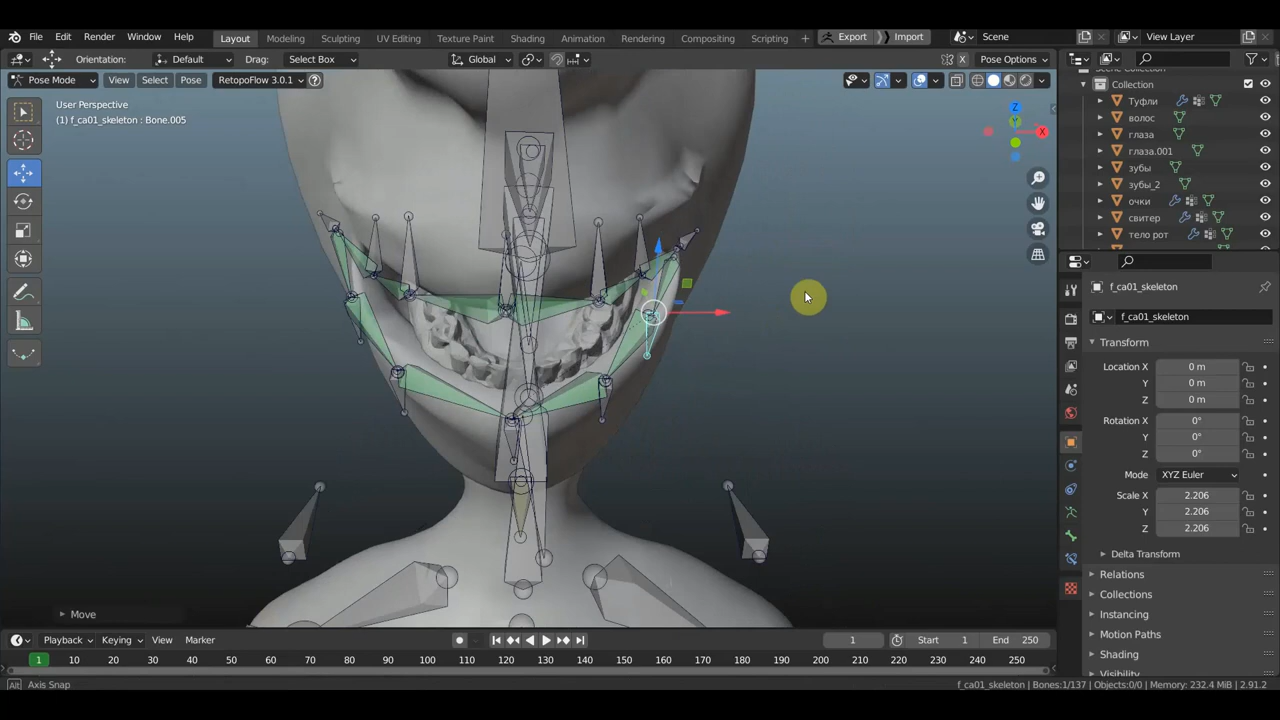 File Edit Render Window Help Layout Modeling Sculpting UV Editing Texture Paint Shading Animation Rendering Compositing Scripting + Export Import Scene View Layer
Orientation: Default Drag: Select Box Global Pose Options
Pose Mode View Select Pose RetopoFlow 3.0.1
User Perspective
(1) f_ca01_skeleton : Bone.005
Z
Y
X
Collection
Туфли
волос
глаза
глаза.001
зубы
зубы_2
очки
свитер
тело рот
f_ca01_skeleton
f_ca01_skeleton
Transform
Location X 0 m
Y 0 m
Z 0 m
Rotation X 0°
Y 0°
Z 0°
Mode XYZ Euler
Scale X 2.206
Y 2.206
Z 2.206
Delta Transform
Relations
Collections
Instancing
Motion Paths
Shading
Visibility
Move
Playback Keying View Marker 1 Start 1 End 250
1 10 20 30 40 50 60 70 80 90 100 110 120 130 140 150 160 170 180 190 200 210 220 230 240 250
Alt Axis Snap f_ca01_skeleton | Bones:1/137 | Objects:0/0 | Memory: 232.4 MiB | 2.91.2